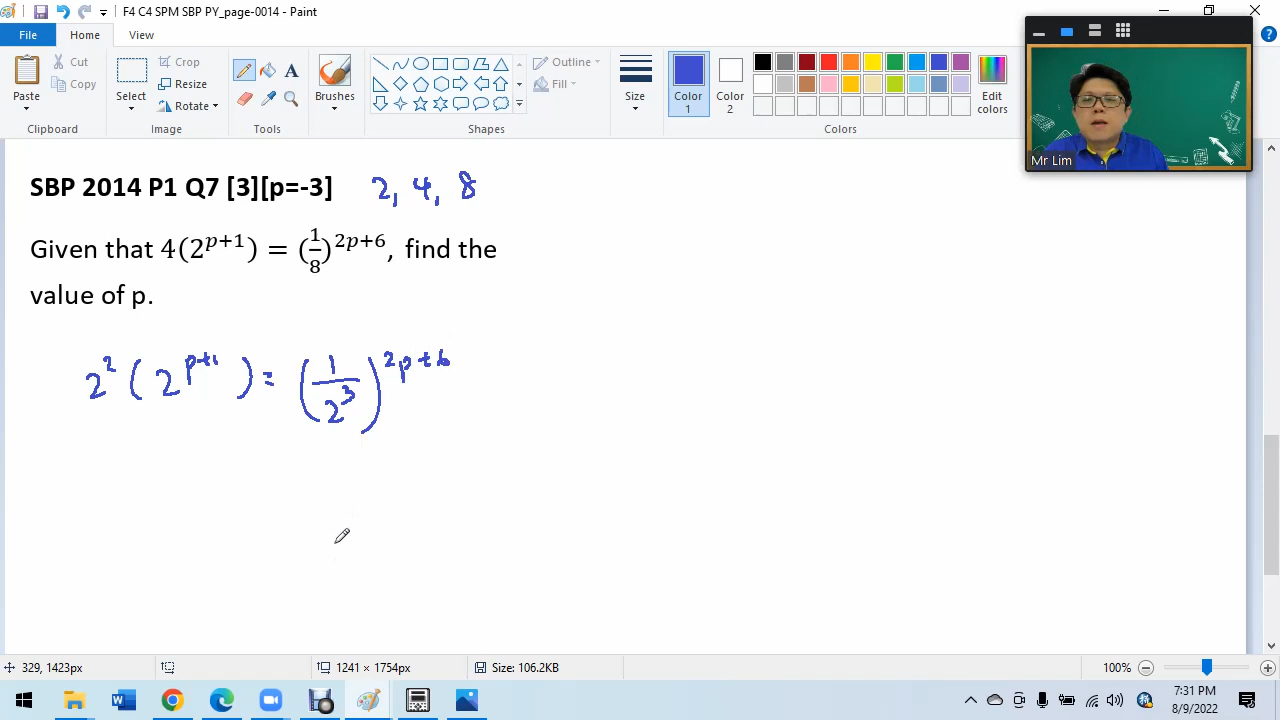 F4 C4 SPM SBP PY_page-0014 - Paint
File Home View
Paste Cut Copy Clipboard
Select Crop Resize Rotate Image
Tools
Brushes
Outline Fill Shapes
Size
Color 1 Color 2 Edit colors Colors
Mr Lim
SBP 2014 P1 Q7 [3][p=-3] 2, 4, 8
Given that 4(2^{p+1}) = (1/8)^{2p+6}, find the
value of p.
2^2 (2^{p+1}) = (1/2^3)^{2p+6}
329, 1423px 1241 × 1754px Size: 106.2KB 100%
7:31 PM
8/9/2022